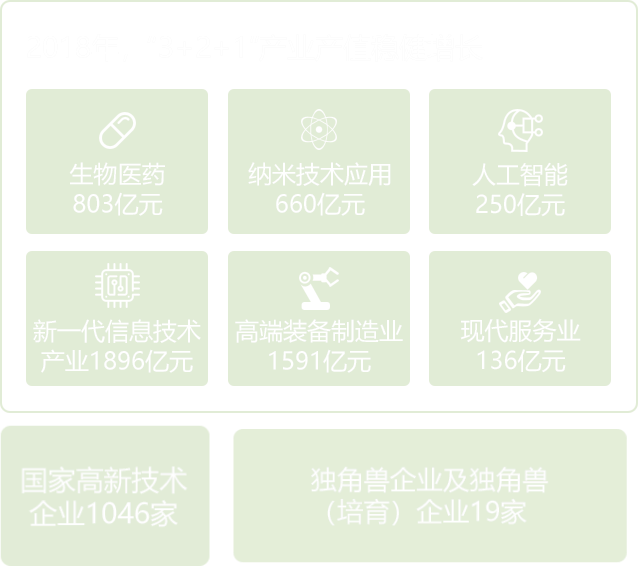 生物医药
803亿元
纳米技术应用
660亿元
人工智能
250亿元
新一代信息技术
产业1896亿元
高端装备制造业
1591亿元
现代服务业
136亿元
国家高新技术
企业1046家
独角兽企业及独角兽
（培育）企业19家